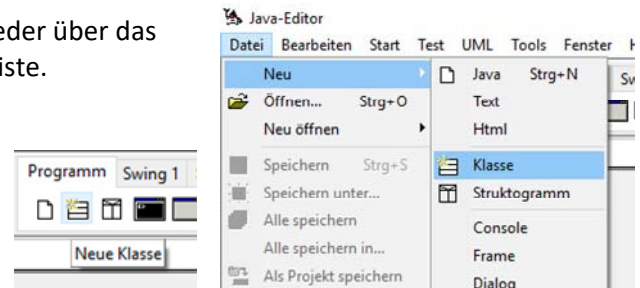 eder über das
iste.
Programm Swing 1
Neue Klasse
Java-Editor
Datei Bearbeiten Start Test UML Tools Fenster
Neu
Öffnen... Strg+O
Neu öffnen
Speichern Strg+S
Speichern unter...
Alle speichern
Alle speichern in...
Als Projekt speichern
Java Strg+N
Text
Html
Klasse
Struktogramm
Console
Frame
Dialog